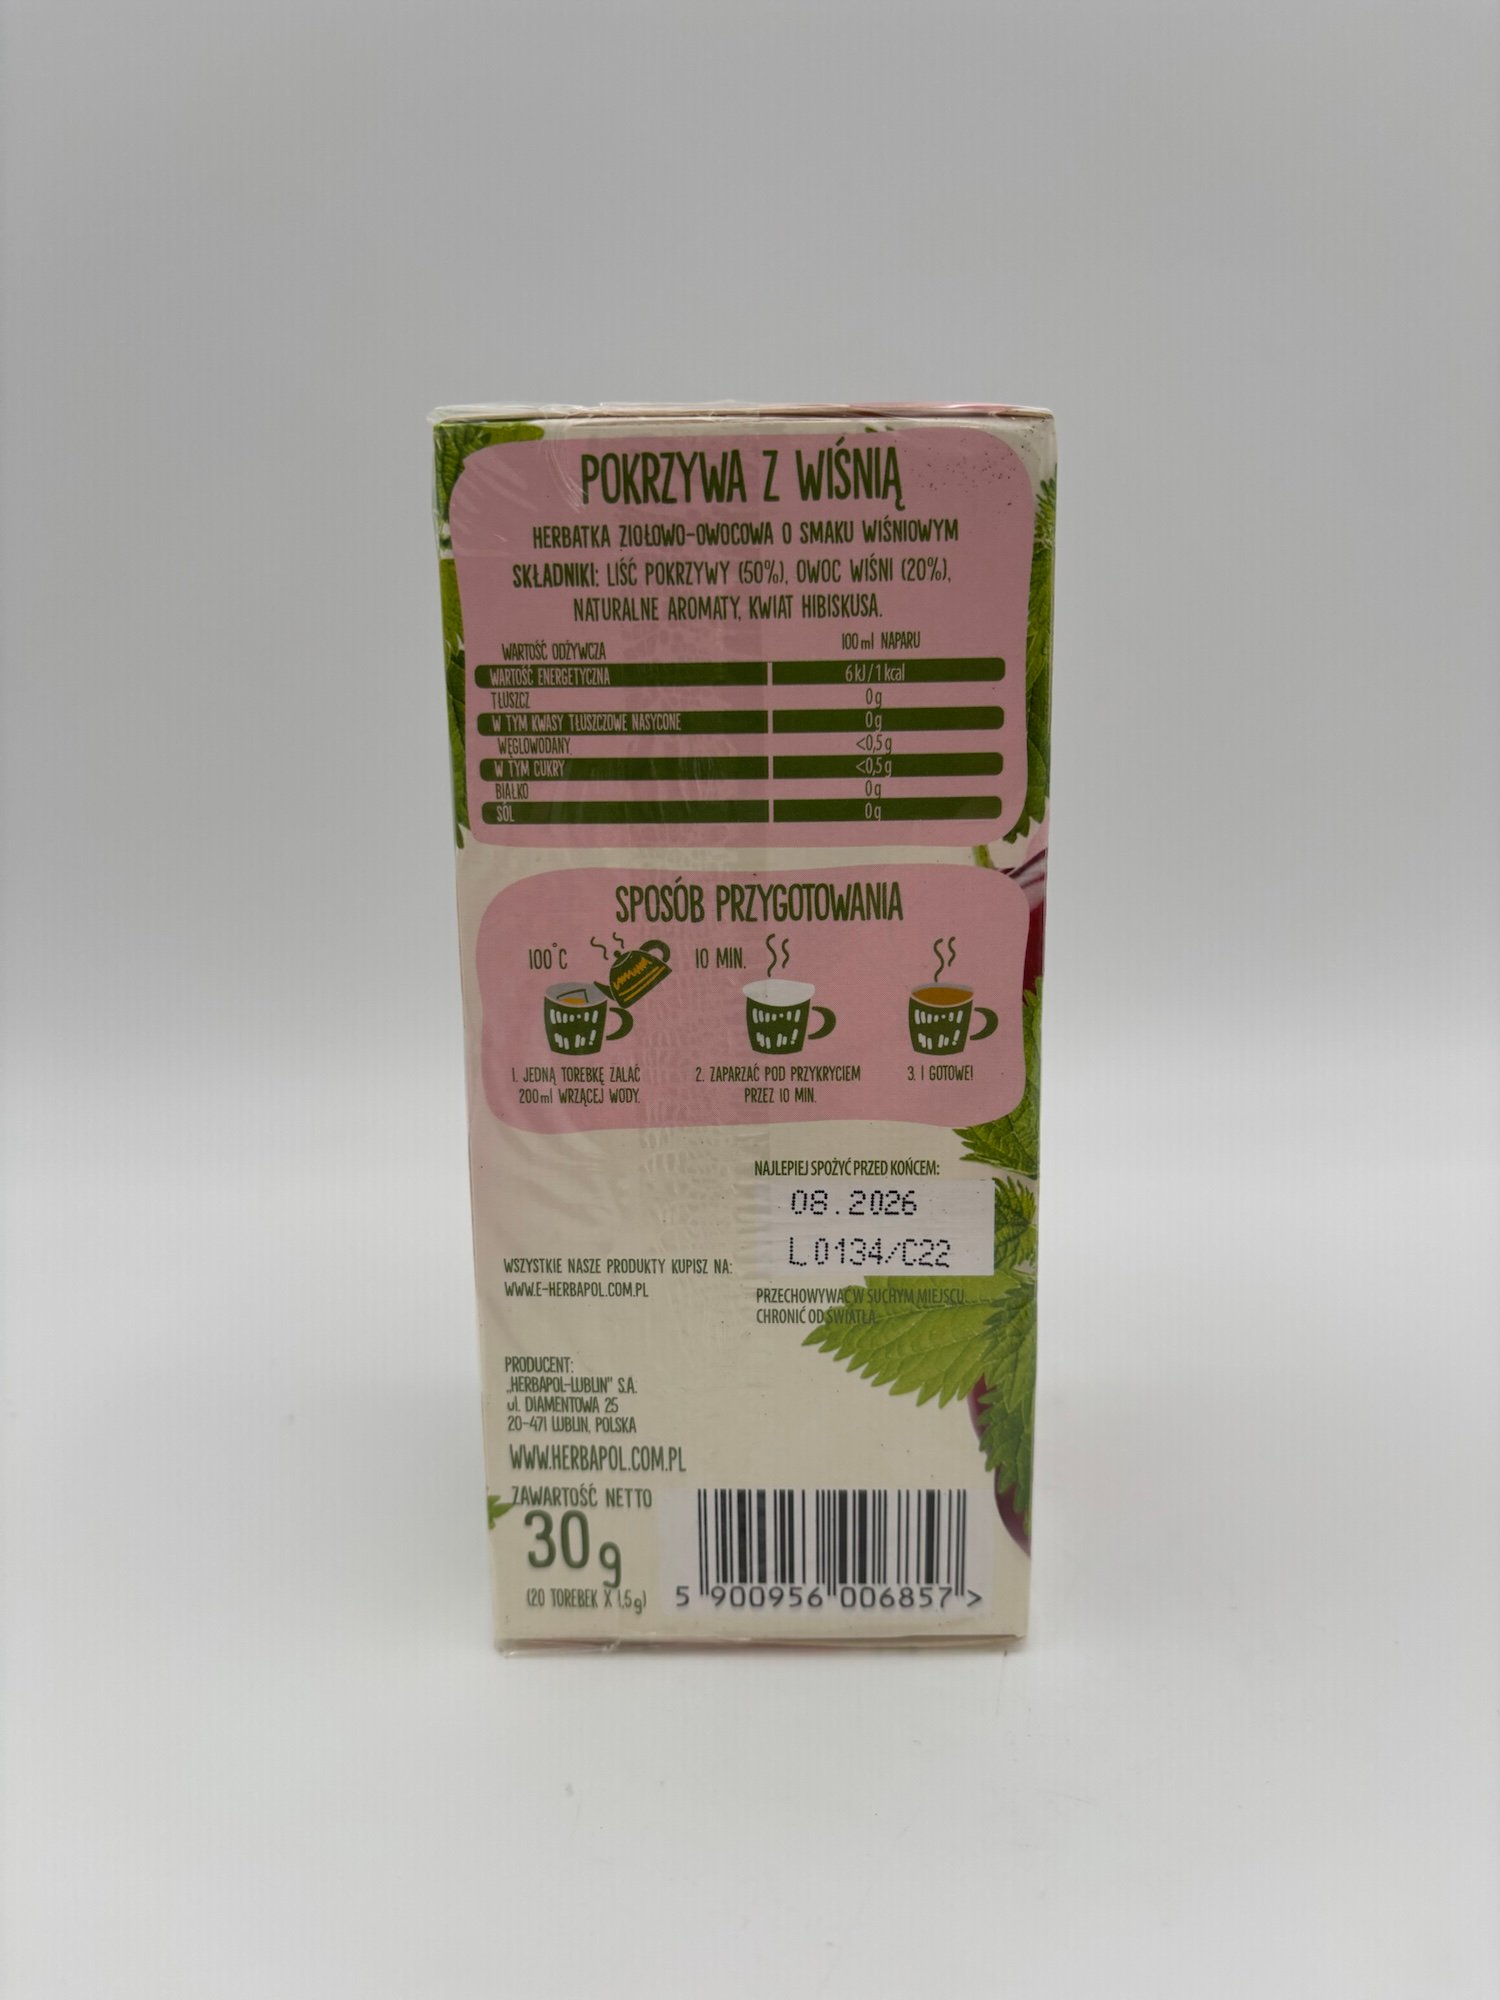 POKRZYWA Z WIŚNIĄ
HERBATKA ZIOŁOWO-OWOCOWA O SMAKU WIŚNIOWYM
SKŁADNIKI: LIŚĆ POKRZYWY (50%), OWOC WIŚNI (20%),
NATURALNE AROMATY, KWIAT HIBISKUSA.
WARTOŚĆ ODŻYWCZA 100 ml NAPARU
WARTOŚĆ ENERGETYCZNA 6 kJ / 1 kcal
TŁUSZCZ 0 g
W TYM KWASY TŁUSZCZOWE NASYCONE 0 g
WĘGLOWODANY <0,5 g
W TYM CUKRY <0,5 g
BIAŁKO 0 g
SÓL 0 g
SPOSÓB PRZYGOTOWANIA
100°C 10 MIN.
1. JEDNĄ TOREBKĘ ZALAĆ
200 ml WRZĄCEJ WODY.
2. ZAPARZAĆ POD PRZYKRYCIEM
PRZEZ 10 MIN.
3. I GOTOWE!
NAJLEPIEJ SPOŻYĆ PRZED KOŃCEM:
08.2026
L0134/C22
WSZYSTKIE NASZE PRODUKTY KUPISZ NA:
WWW.E-HERBAPOL.COM.PL
PRZECHOWYWAĆ W SUCHYM MIEJSCU.
CHRONIĆ OD ŚWIATŁA.
PRODUCENT:
„HERBAPOL-LUBLIN" S.A.
ul. DIAMENTOWA 25
20-471 LUBLIN, POLSKA
WWW.HERBAPOL.COM.PL
ZAWARTOŚĆ NETTO
30 g
(20 TOREBEK X 1,5 g)
5 900956 006857 >